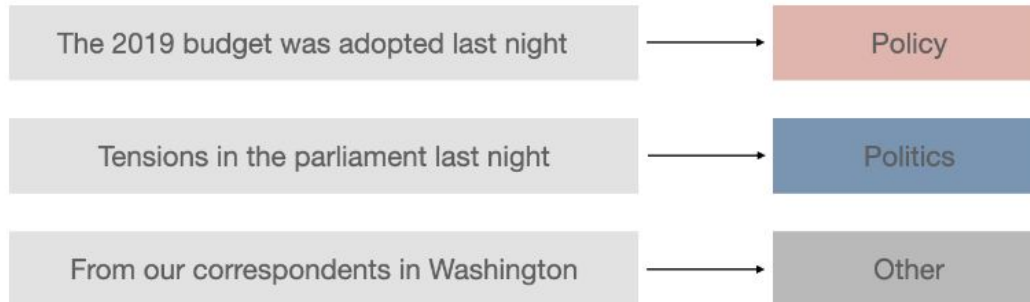 The 2019 budget was adopted last night
Policy
Tensions in the parliament last night
Politics
From our correspondents in Washington
Other